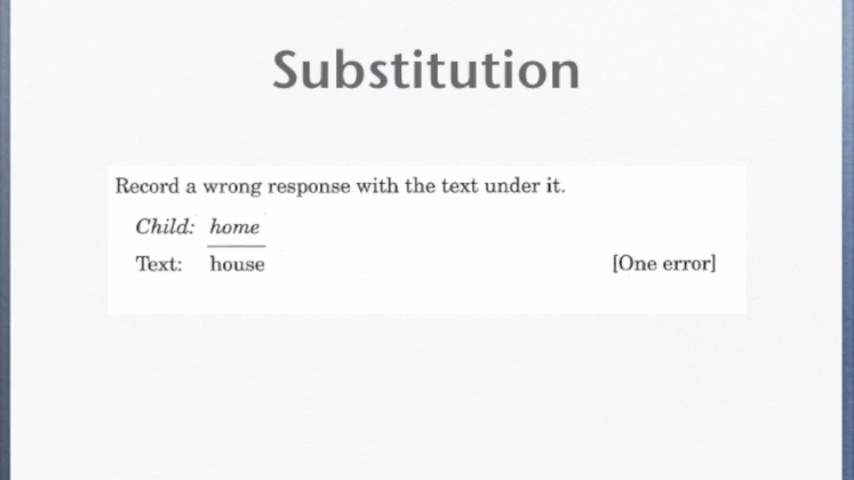 Substitution
Record a wrong response with the text under it.
Child: home
Text: house [One error]